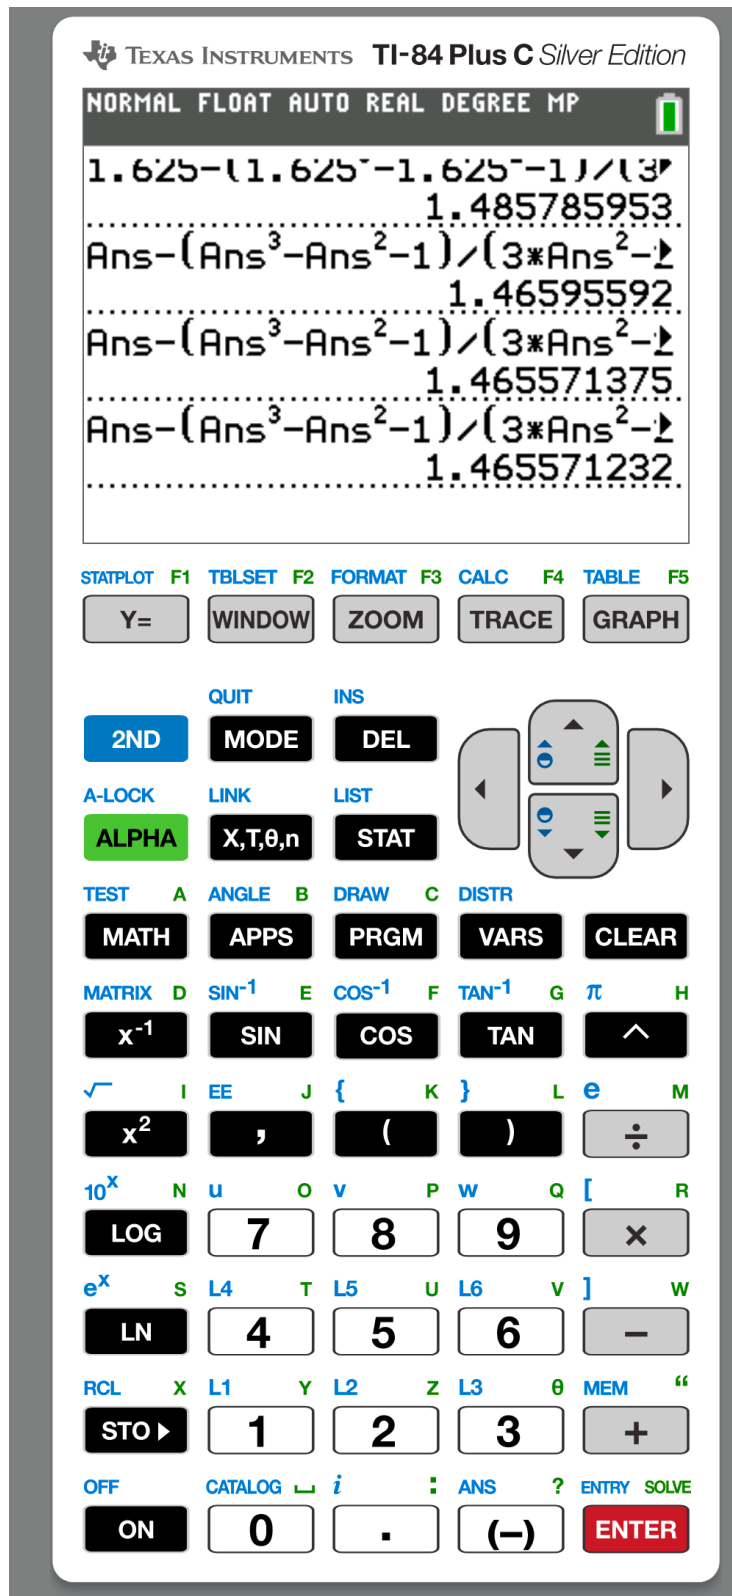 TEXAS INSTRUMENTS TI-84 Plus C Silver Edition
NORMAL FLOAT AUTO REAL DEGREE MP
1.625-(1.625³-1.625²-1)/(3
1.485785953
Ans-(Ans³-Ans²-1)/(3*Ans²-
1.46595592
Ans-(Ans³-Ans²-1)/(3*Ans²-
1.465571375
Ans-(Ans³-Ans²-1)/(3*Ans²-
1.465571232
STATPLOT F1 TBLSET F2 FORMAT F3 CALC F4 TABLE F5
Y= WINDOW ZOOM TRACE GRAPH
QUIT INS
2ND MODE DEL
A-LOCK LINK LIST
ALPHA X,T,θ,n STAT
TEST A ANGLE B DRAW C DISTR
MATH APPS PRGM VARS CLEAR
MATRIX D SIN⁻¹ E COS⁻¹ F TAN⁻¹ G π H
x⁻¹ SIN COS TAN ^
√ I EE J { K } L e M
x² , ( ) ÷
10ˣ N u O v P w Q [ R
LOG 7 8 9 ×
eˣ S L4 T L5 U L6 V ] W
LN 4 5 6 −
RCL X L1 Y L2 Z L3 θ MEM “
STO▶ 1 2 3 +
OFF CATALOG ⎵ i : ANS ? ENTRY SOLVE
ON 0 . (–) ENTER